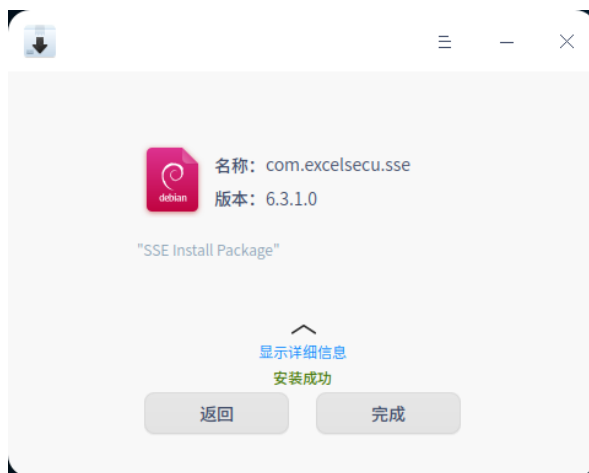 debian
名称：com.excelsecu.sse
版本：6.3.1.0
"SSE Install Package"
显示详细信息
安装成功
返回
完成